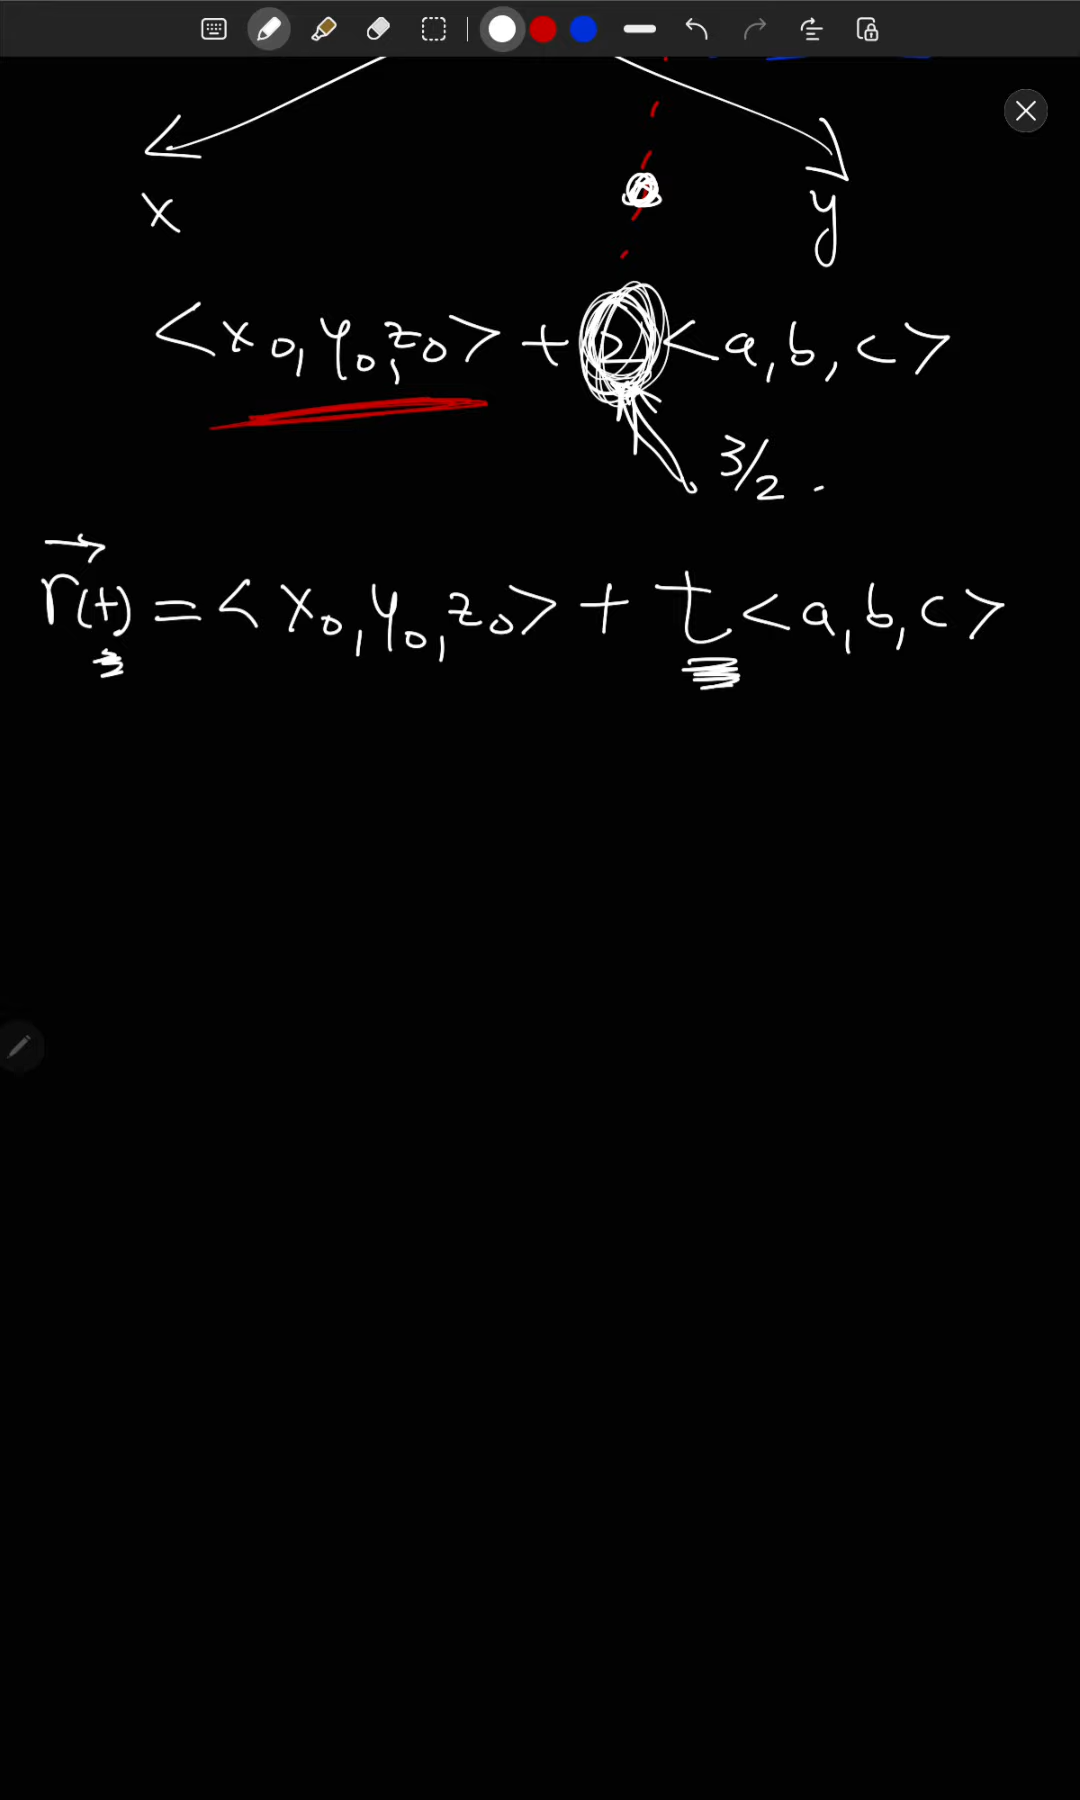 x
y
<x₀,y₀,z₀> + <a,b,c>
3/2 .
r(t) = <x₀,y₀,z₀> + t<a,b,c>